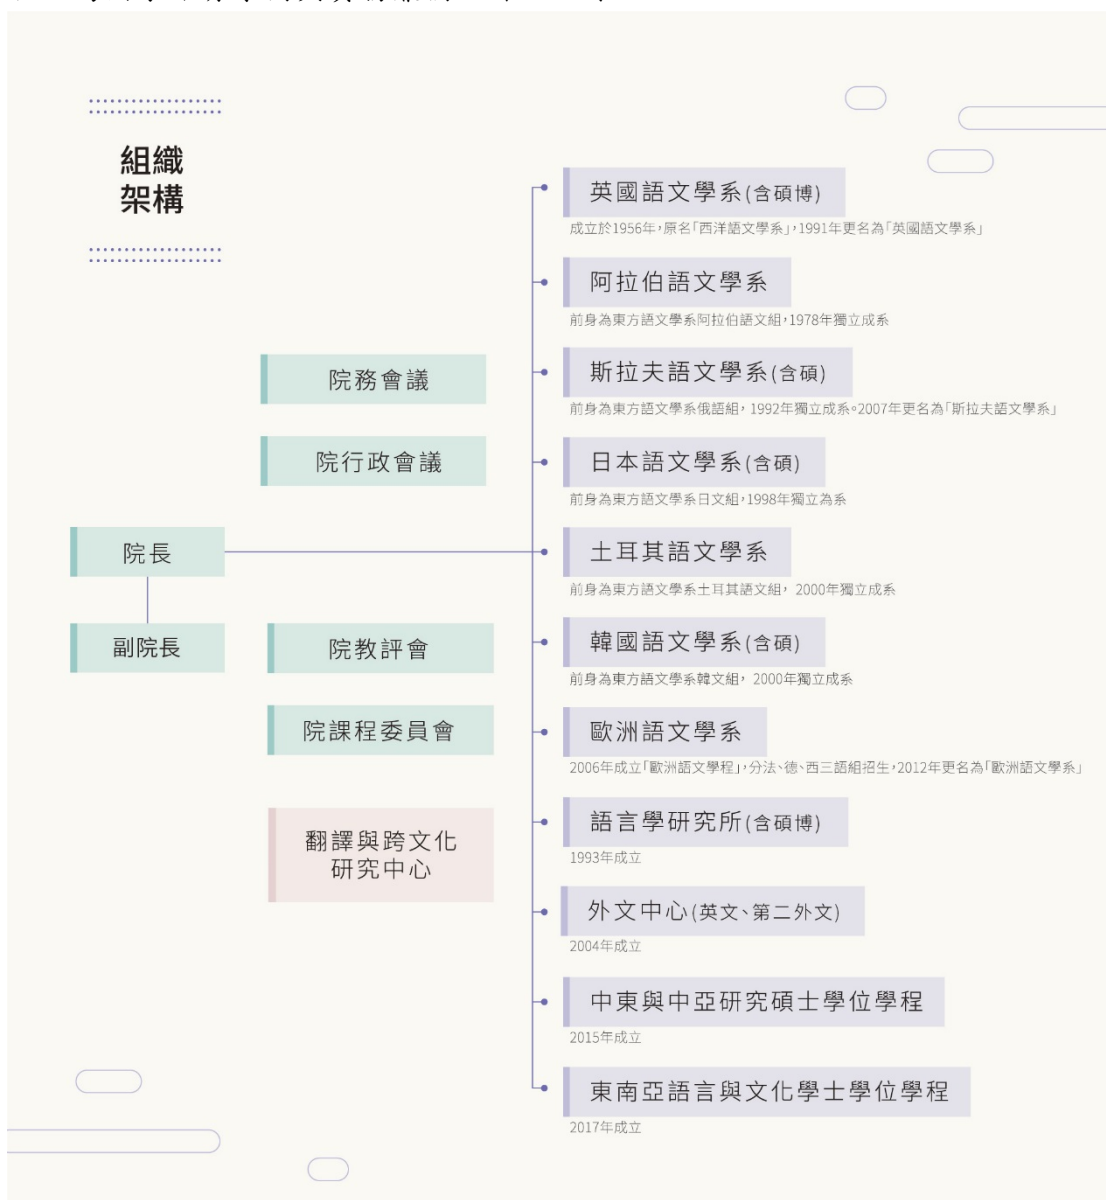 組織
架構
院務會議
院行政會議
院長
副院長
院教評會
院課程委員會
翻譯與跨文化
研究中心
英國語文學系(含碩博)
成立於1956年,原名「西洋語文學系」,1991年更名為「英國語文學系」
阿拉伯語文學系
前身為東方語文學系阿拉伯語文組,1978年獨立成系
斯拉夫語文學系(含碩)
前身為東方語文學系俄語組, 1992年獨立成系。2007年更名為「斯拉夫語文學系」
日本語文學系(含碩)
前身為東方語文學系日文組,1998年獨立為系
土耳其語文學系
前身為東方語文學系土耳其語文組, 2000年獨立成系
韓國語文學系(含碩)
前身為東方語文學系韓文組, 2000年獨立成系
歐洲語文學系
2006年成立「歐洲語文學程」,分法、德、西三語組招生,2012年更名為「歐洲語文學系」
語言學研究所(含碩博)
1993年成立
外文中心(英文、第二外文)
2004年成立
中東與中亞研究碩士學位學程
2015年成立
東南亞語言與文化學士學位學程
2017年成立